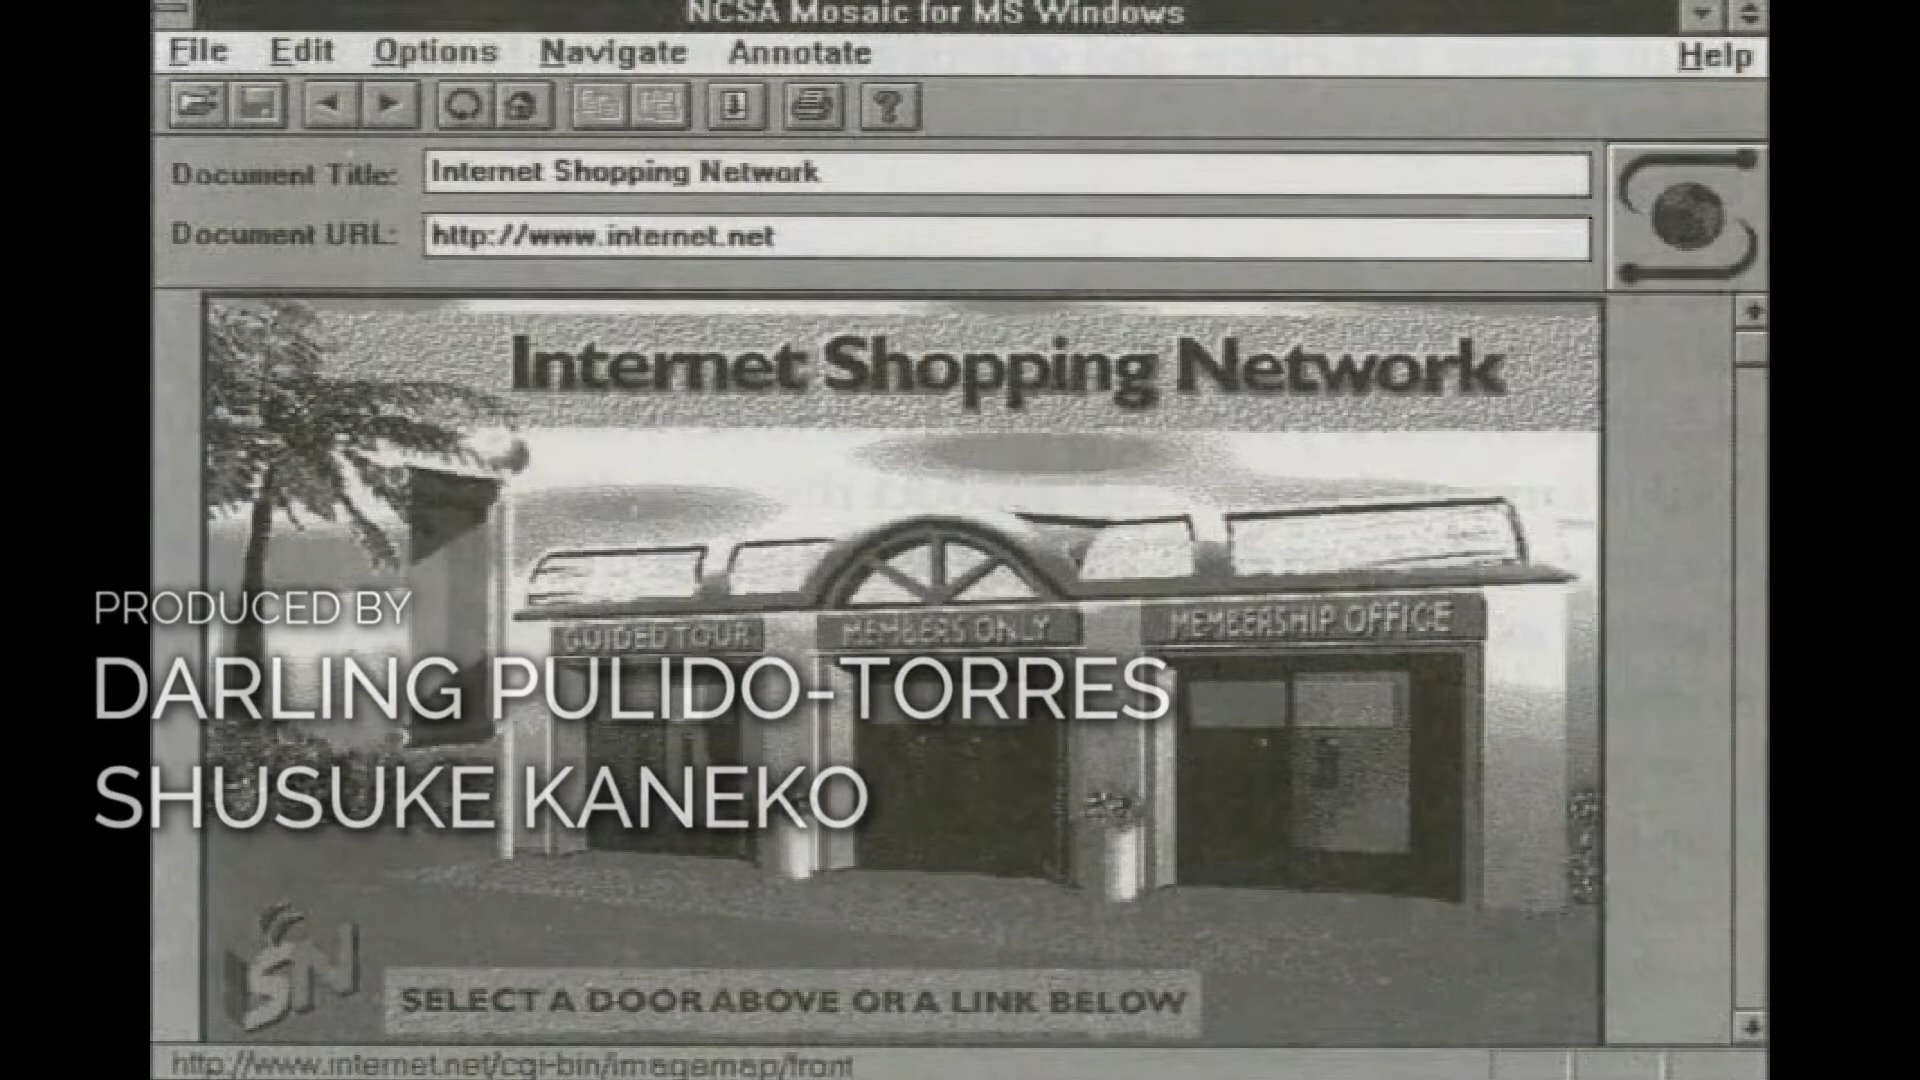 NCSA Mosaic for MS Windows
File Edit Options Navigate Annotate Help
Document Title: Internet Shopping Network
Document URL: http://www.internet.net
Internet Shopping Network
GUIDED TOUR MEMBERS ONLY MEMBERSHIP OFFICE
PRODUCED BY
DARLING PULIDO-TORRES
SHUSUKE KANEKO
ISN
SELECT A DOOR ABOVE OR A LINK BELOW
http://www.internet.net/cgi-bin/imagemap/front